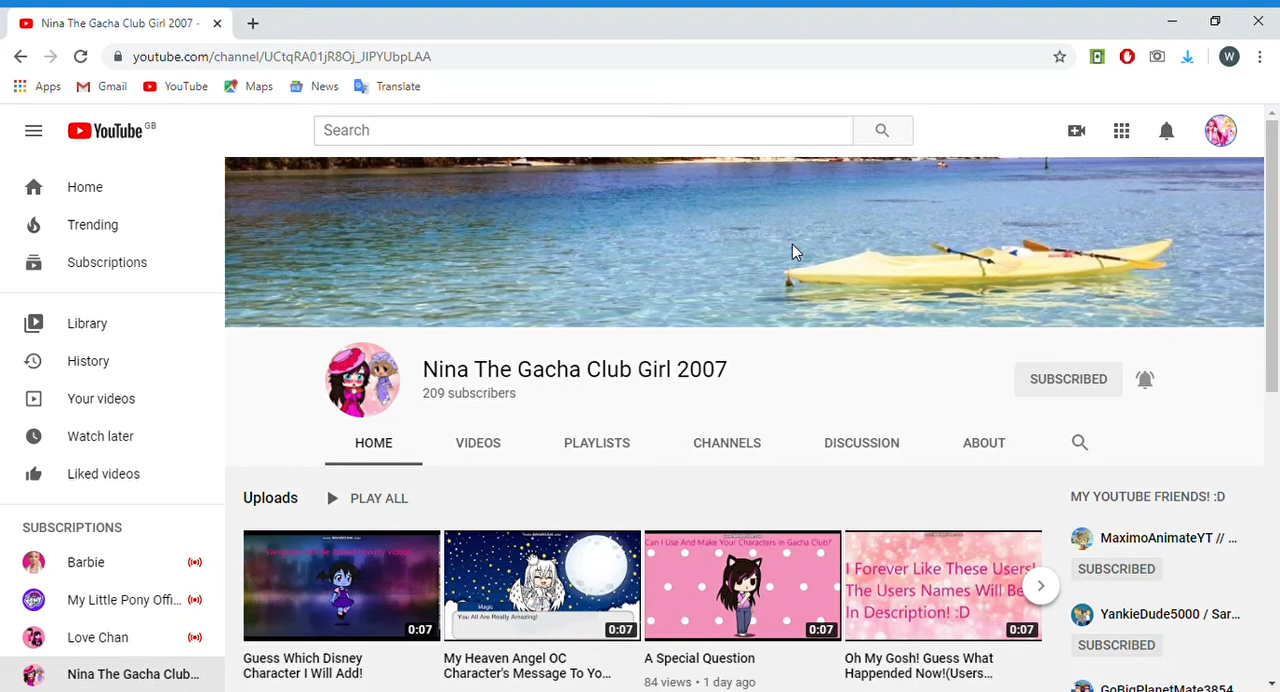 Nina The Gacha Club Girl 2007 -
youtube.com/channel/UCtqRA01jR8Oj_JIPYUbpLAA
W
Apps Gmail YouTube Maps News Translate
YouTube GB
Search
Home
Trending
Subscriptions
Library
History
Your videos
Watch later
Liked videos
SUBSCRIPTIONS
Barbie
My Little Pony Offi...
Love Chan
Nina The Gacha Club...
Nina The Gacha Club Girl 2007
209 subscribers
SUBSCRIBED
HOME VIDEOS PLAYLISTS CHANNELS DISCUSSION ABOUT
Uploads PLAY ALL
0:07
Guess Which Disney
Character I Will Add!
Magic
You All Are Really Amazing!
0:07
My Heaven Angel OC
Character's Message To Yo...
Can I Use And Make Your Characters in Gacha Club?
0:07
A Special Question
84 views • 1 day ago
I Forever Like These Users!
The Users Names Will Be
In Description! :D
0:07
Oh My Gosh! Guess What
Happended Now!(Users...
MY YOUTUBE FRIENDS! :D
MaximoAnimateYT // ...
SUBSCRIBED
YankieDude5000 / Sar...
SUBSCRIBED
GoBigPlanetMate3854